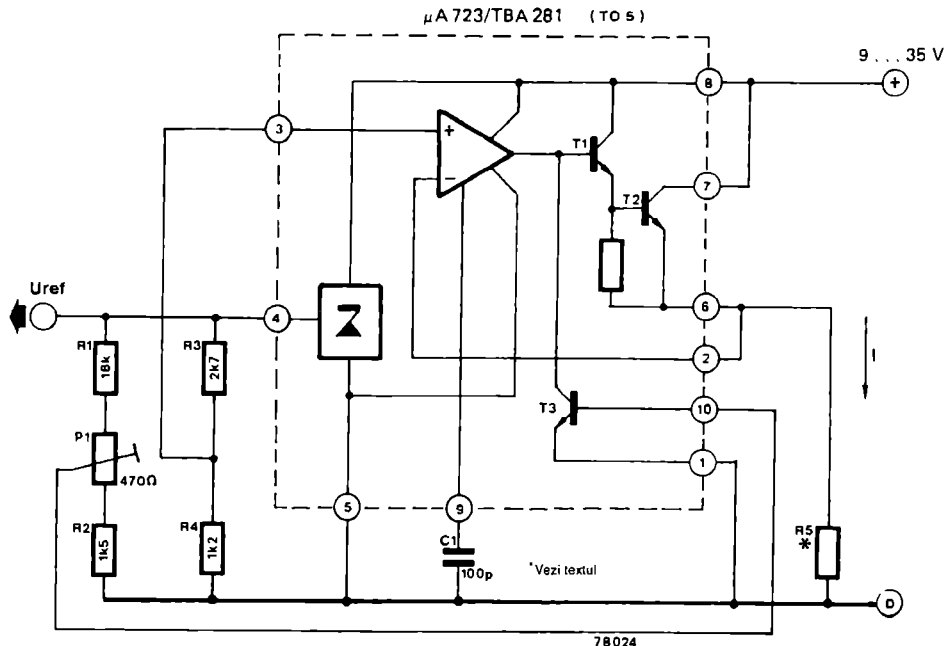 µA 723/TBA 281 (TO 5)
9 ... 35 V
8
+
3
+
−
T1
7
T2
Uref
4
6
R1
18k
R3
2k7
2
I
10
T3
P1
470Ω
1
5
9
R2
1k5
R4
1k2
C1
100p
*Vezi textul
R5
*
0
78024